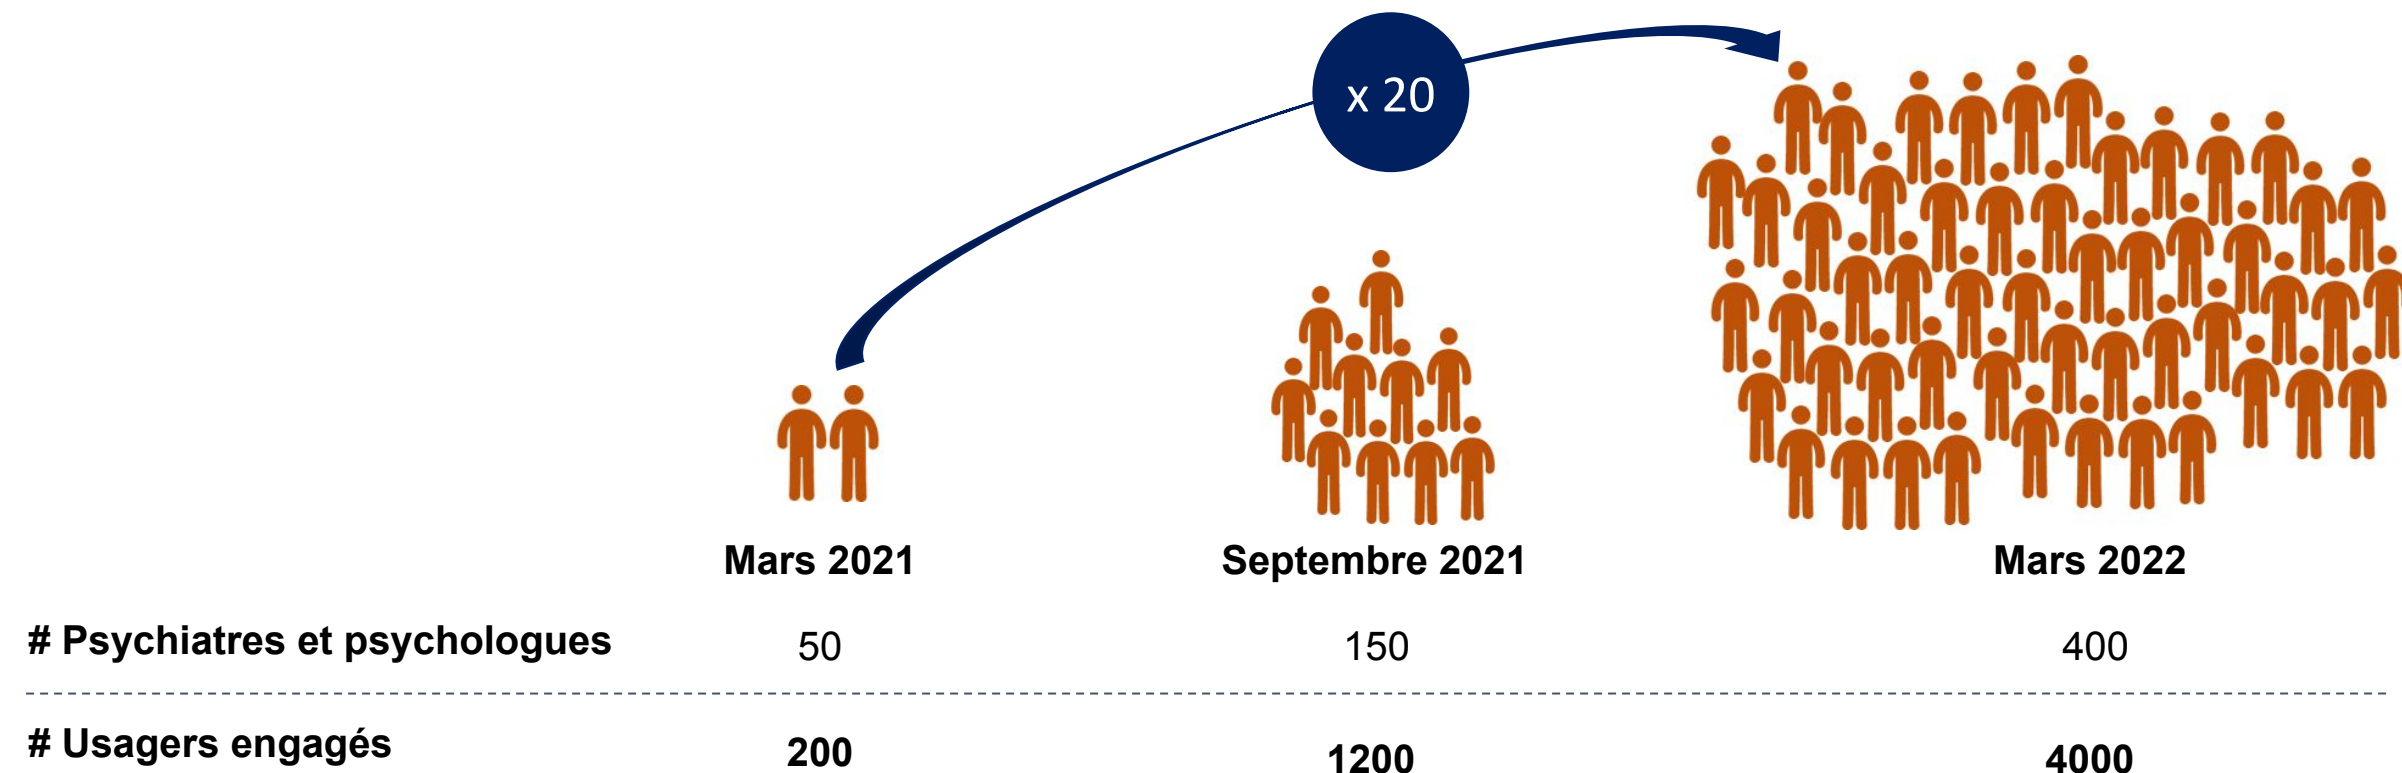 x 20
Mars 2021 Septembre 2021 Mars 2022
# Psychiatres et psychologues 50 150 400
# Usagers engagés 200 1200 4000